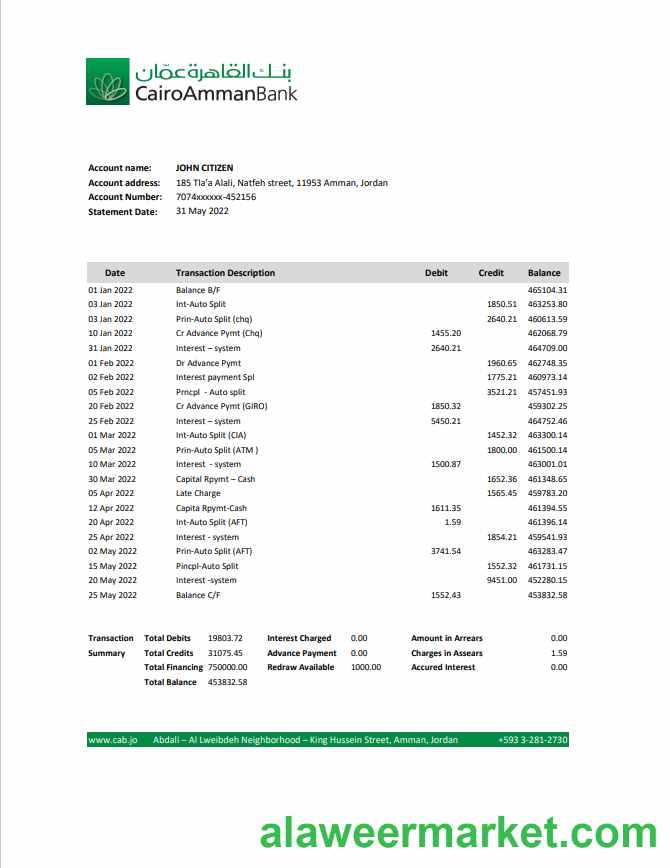 بنك القاهرة عمّان
CairoAmmanBank
Account name: JOHN CITIZEN
Account address: 185 Tla'a Alali, Natfeh street, 11953 Amman, Jordan
Account Number: 7074xxxxxx-452156
Statement Date: 31 May 2022
Date Transaction Description Debit Credit Balance
01 Jan 2022 Balance B/F 465104.31
03 Jan 2022 Int-Auto Split 1850.51 463253.80
03 Jan 2022 Prin-Auto Split (chq) 2640.21 460613.59
10 Jan 2022 Cr Advance Pymt (Chq) 1455.20 462068.79
31 Jan 2022 Interest – system 2640.21 464709.00
01 Feb 2022 Dr Advance Pymt 1960.65 462748.35
02 Feb 2022 Interest payment Spl 1775.21 460973.14
05 Feb 2022 Prncpl - Auto split 3521.21 457451.93
20 Feb 2022 Cr Advance Pymt (GIRO) 1850.32 459302.25
25 Feb 2022 Interest – system 5450.21 464752.46
01 Mar 2022 Int-Auto Split (CIA) 1452.32 463300.14
05 Mar 2022 Prin-Auto Split (ATM ) 1800.00 461500.14
10 Mar 2022 Interest - system 1500.87 463001.01
30 Mar 2022 Capital Rpymt – Cash 1652.36 461348.65
05 Apr 2022 Late Charge 1565.45 459783.20
12 Apr 2022 Capita Rpymt-Cash 1611.35 461394.55
20 Apr 2022 Int-Auto Split (AFT) 1.59 461396.14
25 Apr 2022 Interest - system 1854.21 459541.93
02 May 2022 Prin-Auto Split (AFT) 3741.54 463283.47
15 May 2022 Pincpl-Auto Split 1552.32 461731.15
20 May 2022 Interest -system 9451.00 452280.15
25 May 2022 Balance C/F 1552.43 453832.58
Transaction Total Debits 19803.72 Interest Charged 0.00 Amount in Arrears 0.00
Summary Total Credits 31075.45 Advance Payment 0.00 Charges in Assears 1.59
Total Financing 750000.00 Redraw Available 1000.00 Accured Interest 0.00
Total Balance 453832.58
www.cab.jo Abdali – Al Lweibdeh Neighborhood – King Hussein Street, Amman, Jordan +593 3-281-2730
alaweermarket.com